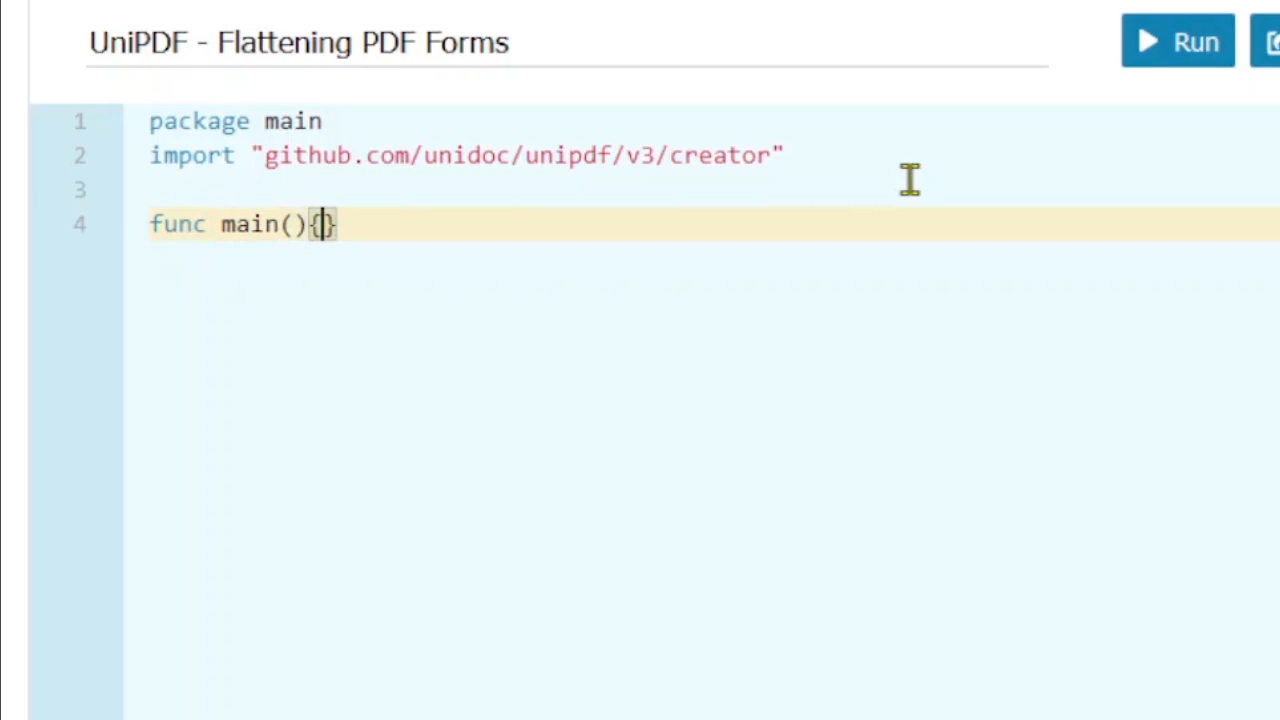 UniPDF - Flattening PDF Forms
Run
1 package main
2 import "github.com/unidoc/unipdf/v3/creator"
3
4 func main(){}